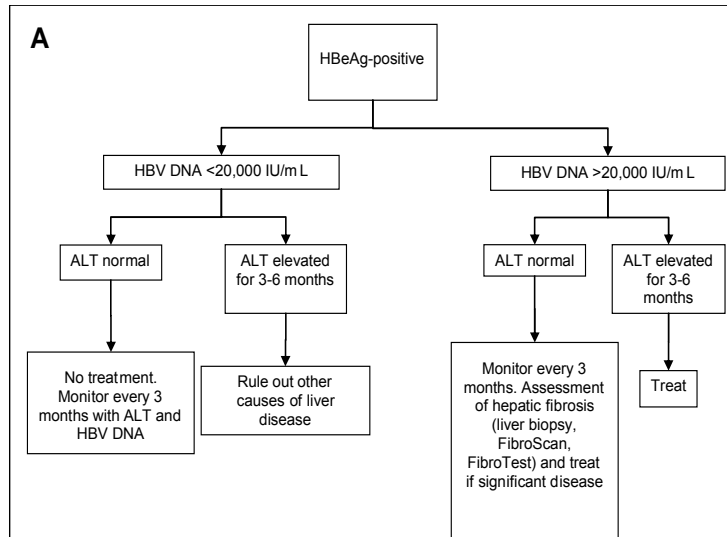 A
HBeAg-positive
HBV DNA <20,000 IU/mL
HBV DNA >20,000 IU/mL
ALT normal
ALT elevated
for 3-6 months
ALT normal
ALT elevated
for 3-6
months
No treatment.
Monitor every 3
months with ALT and
HBV DNA
Rule out other
causes of liver
disease
Monitor every 3
months. Assessment
of hepatic fibrosis
(liver biopsy,
FibroScan,
FibroTest) and treat
if significant disease
Treat